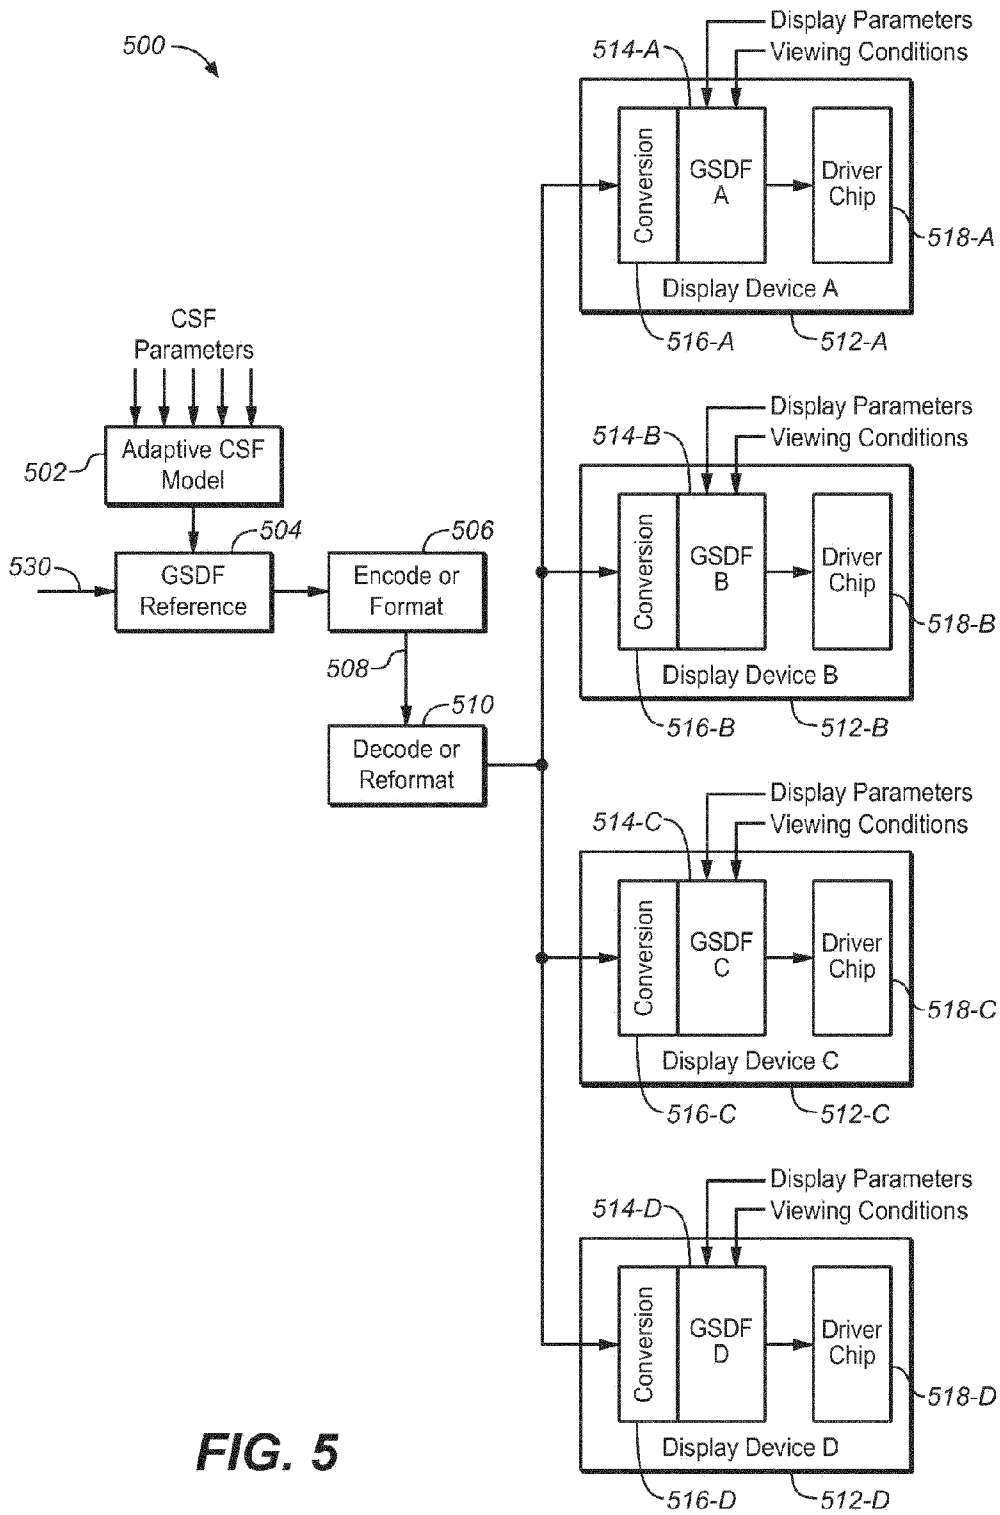 500
Display Parameters
Viewing Conditions
514-A
Conversion
GSDF
A
Driver
Chip
518-A
Display Device A
516-A
512-A
CSF
Parameters
Adaptive CSF
Model
502
504
GSDF
Reference
530
506
Encode or
Format
508
510
Decode or
Reformat
Display Parameters
Viewing Conditions
514-B
Conversion
GSDF
B
Driver
Chip
518-B
Display Device B
516-B
512-B
Display Parameters
Viewing Conditions
514-C
Conversion
GSDF
C
Driver
Chip
518-C
Display Device C
516-C
512-C
Display Parameters
Viewing Conditions
514-D
Conversion
GSDF
D
Driver
Chip
518-D
Display Device D
516-D
512-D
FIG. 5